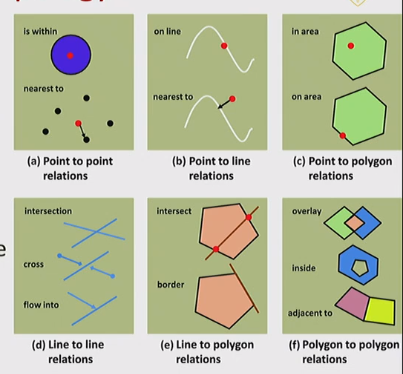 is within
nearest to
(a) Point to point
relations
on line
nearest to
(b) Point to line
relations
in area
on area
(c) Point to polygon
relations
intersection
cross
flow into
(d) Line to line
relations
intersect
border
(e) Line to polygon
relations
overlay
inside
adjacent to
(f) Polygon to polygon
relations